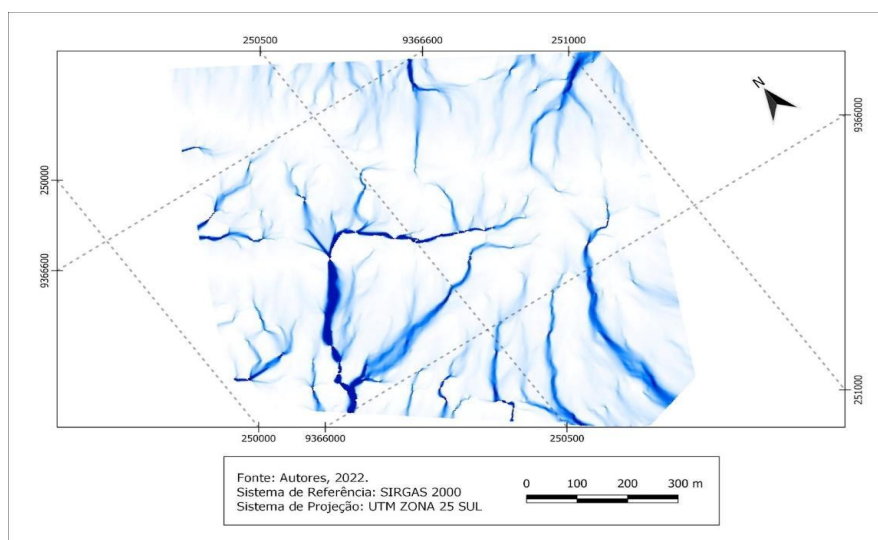 250500
9366000
251000
N
9366000
250000
9366600
251000
250000
9366000
250500
Fonte: Autores, 2022.
Sistema de Referência: SIRGAS 2000
Sistema de Projeção: UTM ZONA 25 SUL
0 100 200 300 m